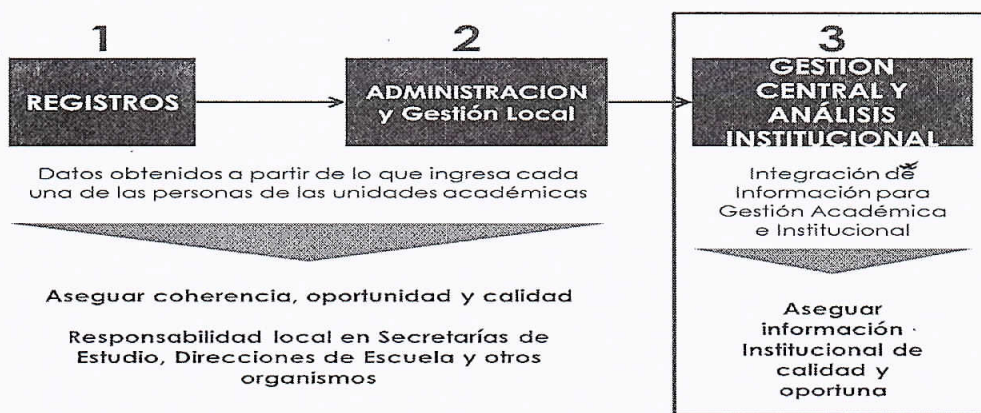 1
REGISTROS
2
ADMINISTRACION
y Gestión Local
3
GESTION
CENTRAL Y
ANÁLISIS
INSTITUCIONAL
Datos obtenidos a partir de lo que ingresa cada
una de las personas de las unidades académicas
Aseguar coherencia, oportunidad y calidad
Responsabilidad local en Secretarías de
Estudio, Direcciones de Escuela y otros
organismos
Integración de
Información para
Gestión Académica
e Institucional
Aseguar
información
Institucional de
calidad y
oportuna